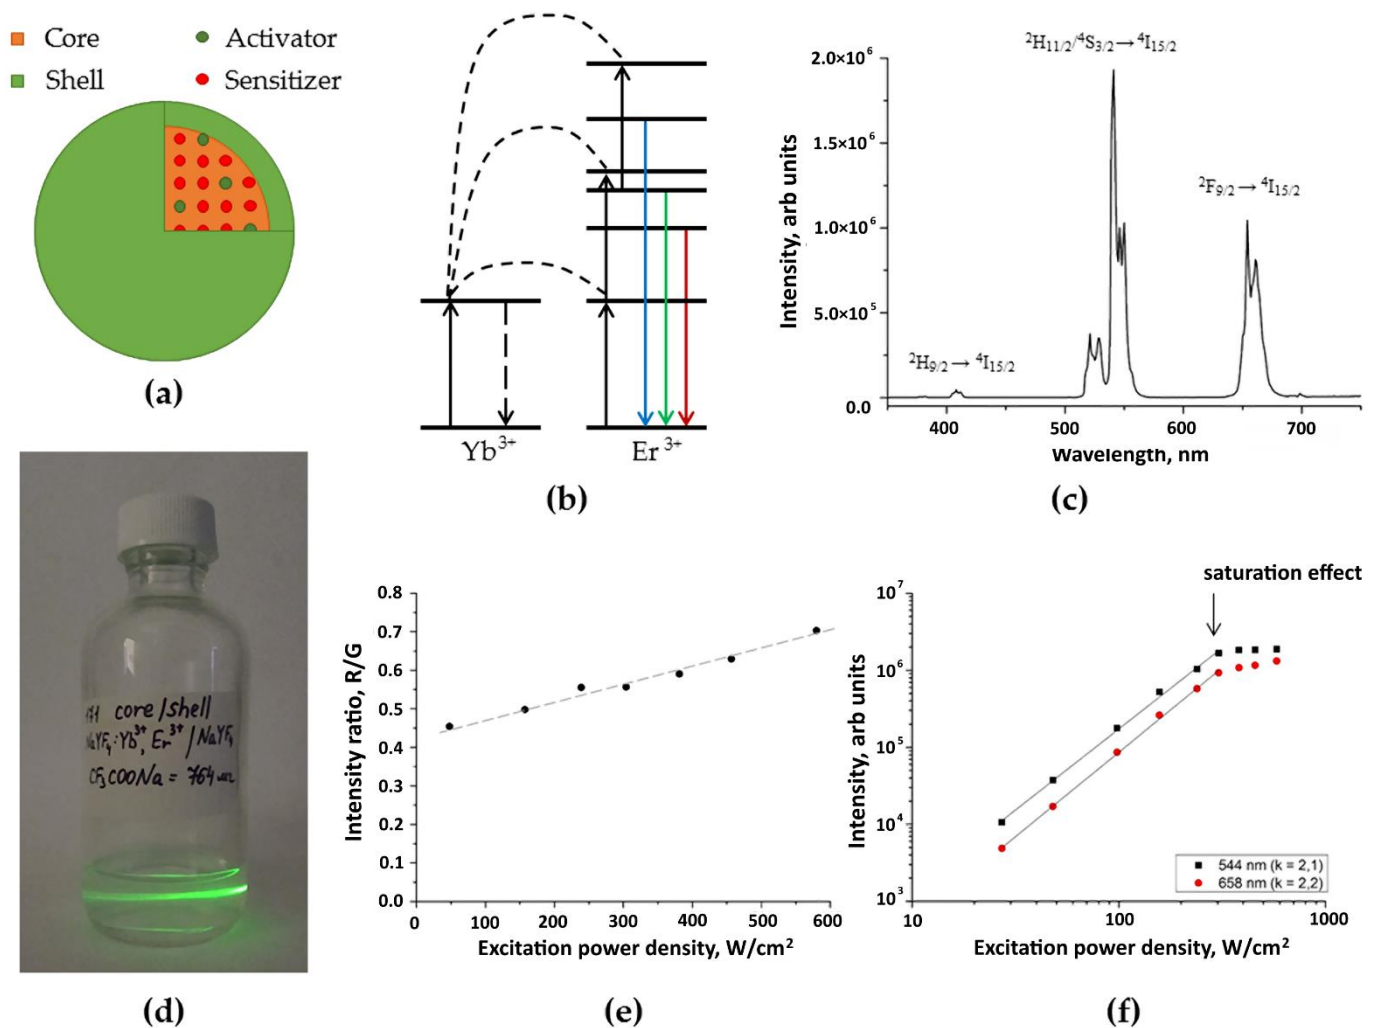 Core
Activator
Shell
Sensitizer
(a)
Yb3+
Er 3+
(b)
2H11/2/4S3/2→4I15/2
2F9/2→4I15/2
2H9/2→ 4I15/2
Intensity, arb units
2.0×10^6
1.5×10^6
1.0×10^6
5.0×10^5
0.0
400
500
600
700
Wavelength, nm
(c)
core/shell
NaYF4:Yb3+, Er3+/NaYF4
CF3COONa = 764
(d)
Intensity ratio, R/G
0.8
0.7
0.6
0.5
0.4
0.3
0.2
0.1
0.0
0
100
200
300
400
500
600
Excitation power density, W/cm2
(e)
saturation effect
Intensity, arb units
10^7
10^6
10^5
10^4
10^3
544 nm (k = 2,1)
658 nm (k = 2,2)
10
100
1000
Excitation power density, W/cm2
(f)